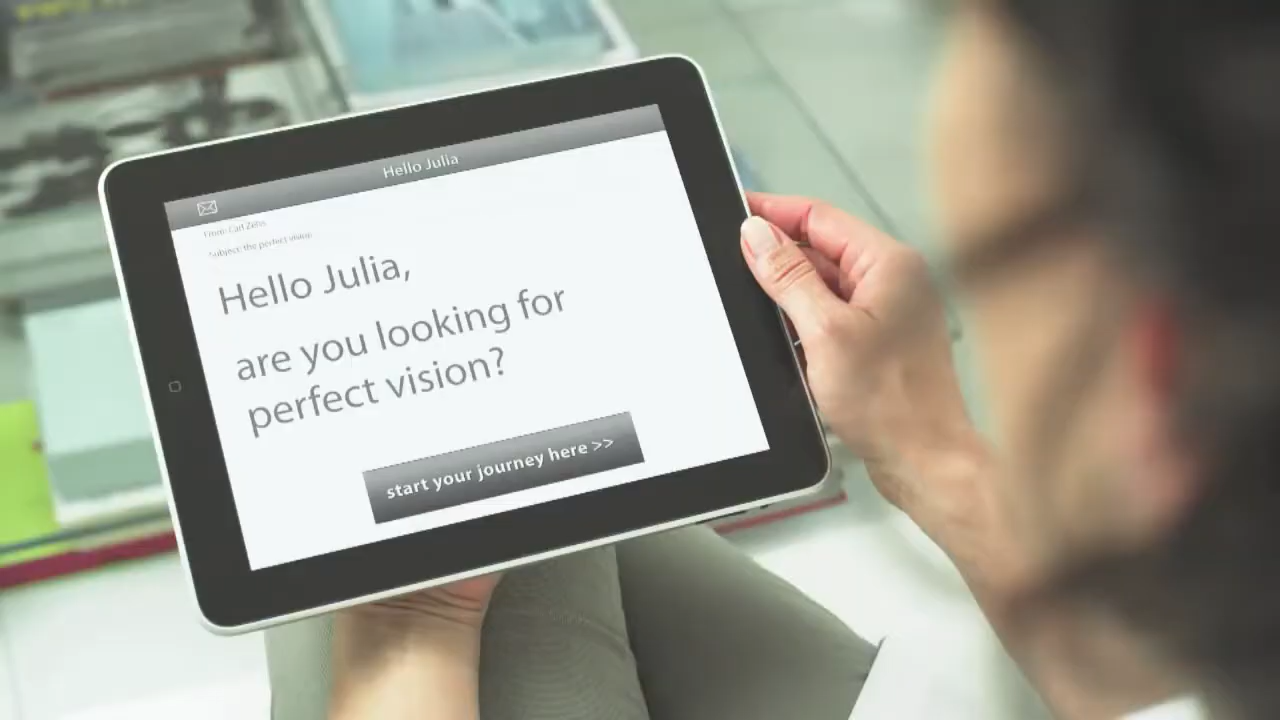 Hello Julia
From: Carl Zeiss
Subject: the perfect vision
Hello Julia,
are you looking for
perfect vision?
start your journey here >>